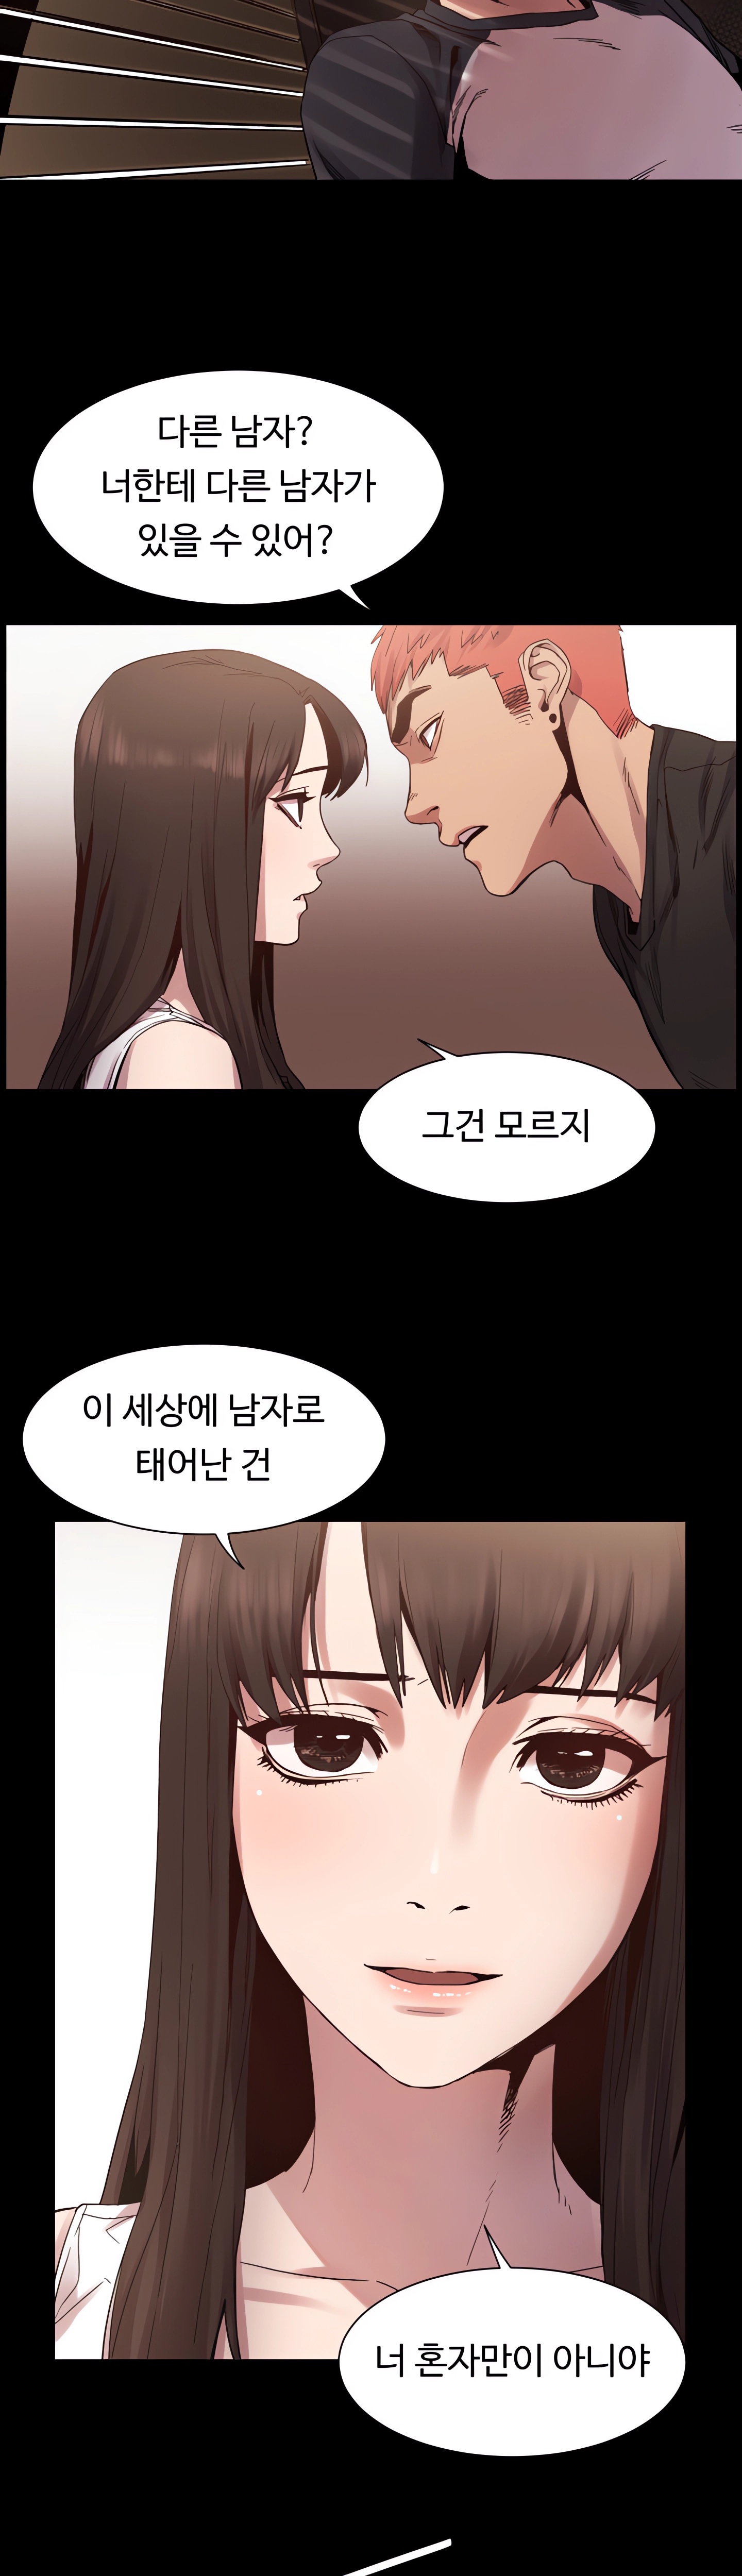 다른 남자?
너한테 다른 남자가
있을 수 있어?
그건 모르지
이 세상에 남자로
태어난 건
너 혼자만이 아니야